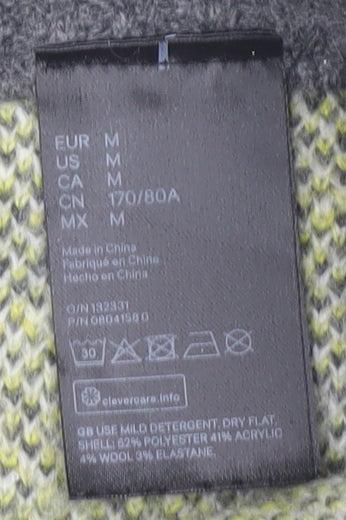 EUR M
US M
CA M
CN 170/80A
MX M
Made in China
Fabriqué en Chine
Hecho en China
O/N 132331
P/N 0804158 0
30
clevercare.info
GB USE MILD DETERGENT. DRY FLAT.
SHELL: 52% POLYESTER 41% ACRYLIC
4% WOOL 3% ELASTANE.